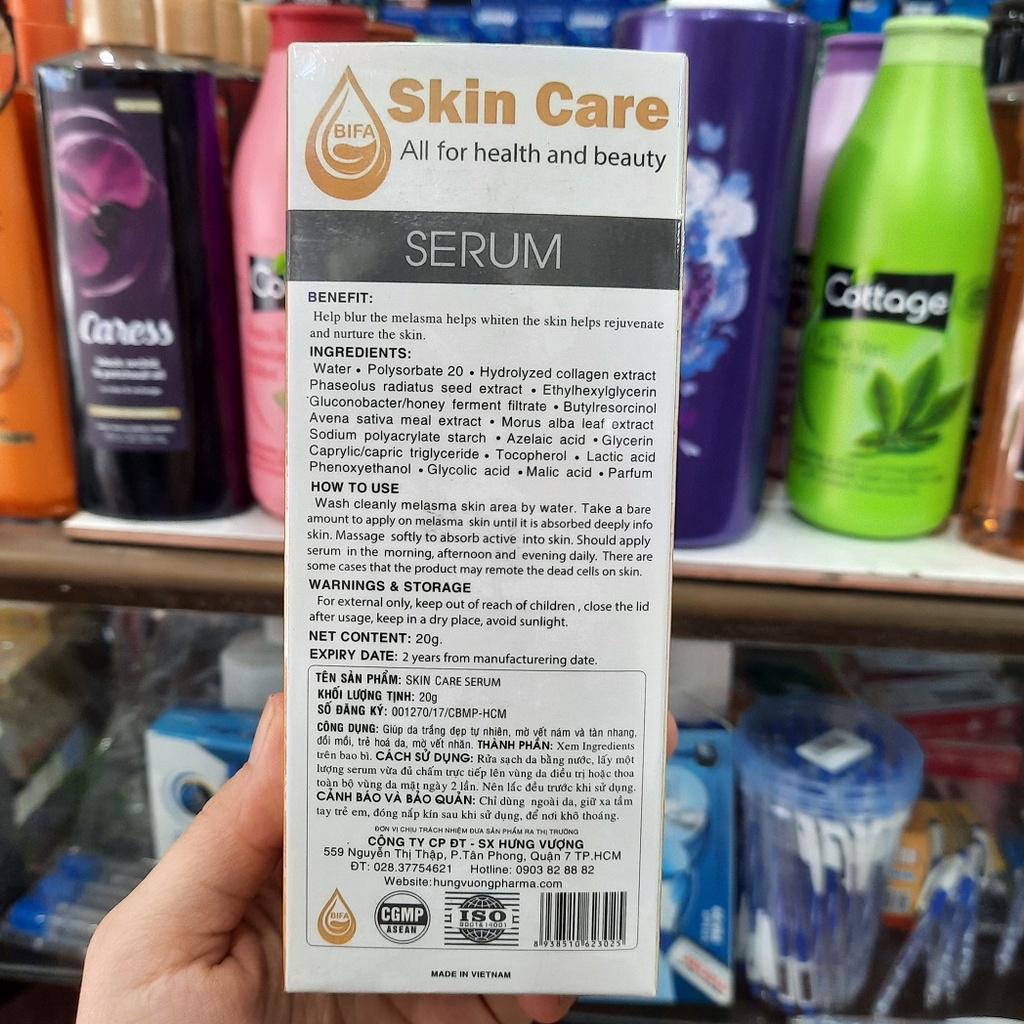 BIFA
Skin Care
All for health and beauty
SERUM
BENEFIT:
Help blur the melasma helps whiten the skin helps rejuvenate
and nurture the skin.
INGREDIENTS:
Water • Polysorbate 20 • Hydrolyzed collagen extract
Phaseolus radiatus seed extract • Ethylhexylglycerin
Gluconobacter/honey ferment filtrate • Butylresorcinol
Avena sativa meal extract • Morus alba leaf extract
Sodium polyacrylate starch • Azelaic acid • Glycerin
Caprylic/capric triglyceride • Tocopherol • Lactic acid
Phenoxyethanol • Glycolic acid • Malic acid • Parfum
HOW TO USE
Wash cleanly melasma skin area by water. Take a bare
amount to apply on melasma skin until it is absorbed deeply info
skin. Massage softly to absorb active into skin. Should apply
serum in the morning, afternoon and evening daily. There are
some cases that the product may remote the dead cells on skin.
WARNINGS & STORAGE
For external only, keep out of reach of children , close the lid
after usage, keep in a dry place, avoid sunlight.
NET CONTENT: 20g.
EXPIRY DATE: 2 years from manufacturering date.
TÊN SẢN PHẨM: SKIN CARE SERUM
KHỐI LƯỢNG TỊNH: 20g
SỐ ĐĂNG KÝ: 001270/17/CBMP-HCM
CÔNG DỤNG: Giúp da trắng đẹp tự nhiên, mờ vết nám và tàn nhang,
đồi mồi, trẻ hoá da, mờ vết nhăn. THÀNH PHẦN: Xem Ingredients
trên bao bì. CÁCH SỬ DỤNG: Rửa sạch da bằng nước, lấy một
lượng serum vừa đủ chấm trực tiếp lên vùng da điều trị hoặc thoa
toàn bộ vùng da mặt ngày 2 lần. Nên lắc đều trước khi sử dụng.
CẢNH BÁO VÀ BẢO QUẢN: Chỉ dùng ngoài da, giữ xa tầm
tay trẻ em, đóng nắp kín sau khi sử dụng, để nơi khô thoáng.
ĐƠN VỊ CHỊU TRÁCH NHIỆM ĐƯA SẢN PHẨM RA THỊ TRƯỜNG
CÔNG TY CP ĐT - SX HƯNG VƯỢNG
559 Nguyễn Thị Thập, P.Tân Phong, Quận 7 TP.HCM
ĐT: 028.37754621 Hotline: 0903 82 88 82
Website:hungvuongpharma.com
BIFA
CGMP
ASEAN
ISO
9001&14001
8 938510 623025
MADE IN VIETNAM
Caress
Co
Cottage